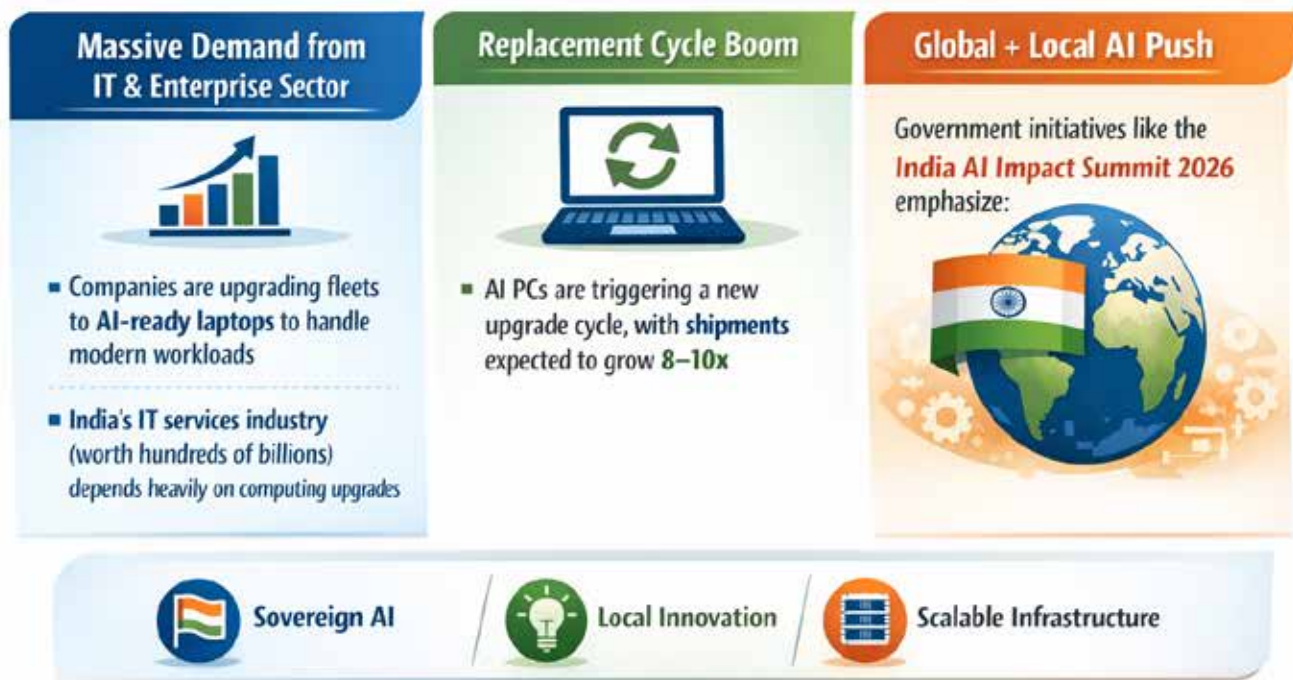 Massive Demand from
IT & Enterprise Sector
■ Companies are upgrading fleets
to AI-ready laptops to handle
modern workloads
■ India's IT services industry
(worth hundreds of billions)
depends heavily on computing upgrades
Replacement Cycle Boom
■ AI PCs are triggering a new
upgrade cycle, with shipments
expected to grow 8–10x
Global + Local AI Push
Government initiatives like the
India AI Impact Summit 2026
emphasize:
Sovereign AI
Local Innovation
Scalable Infrastructure